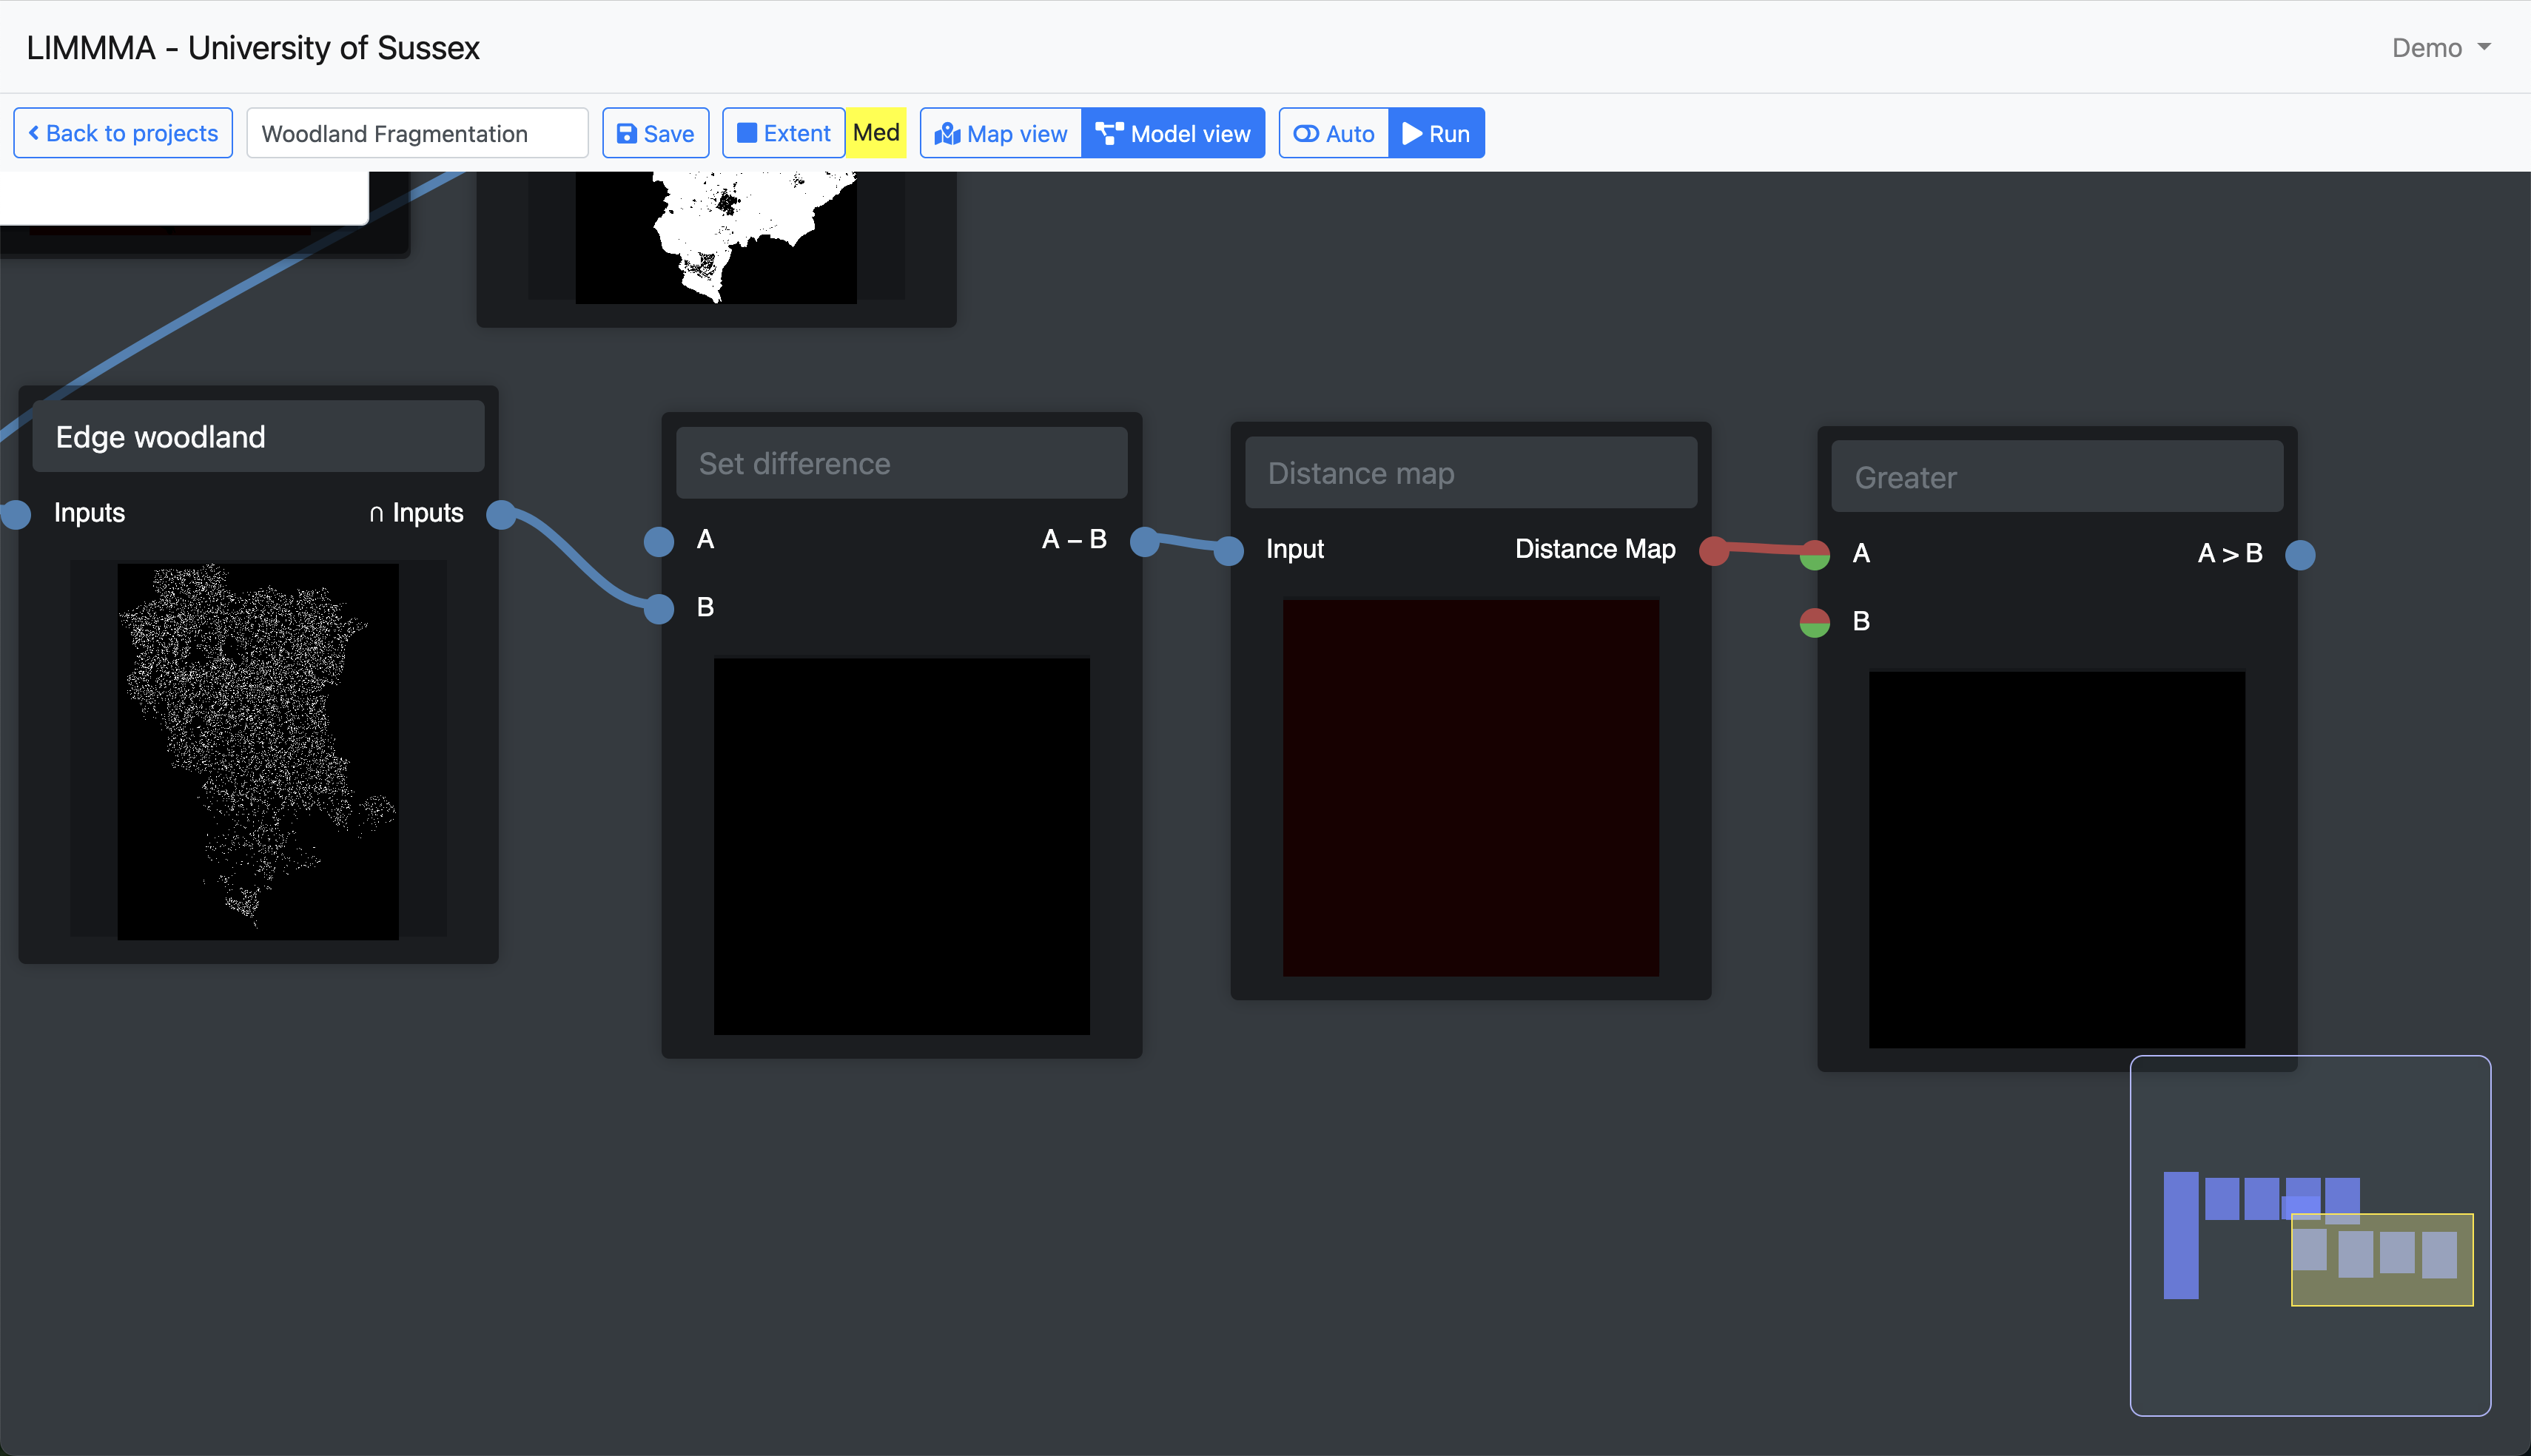 LIMMMA - University of Sussex
Demo
Back to projects
Woodland Fragmentation
Save
Extent
Med
Map view
Model view
Auto
Run
Edge woodland
Inputs
∩ Inputs
Set difference
A
A − B
B
Distance map
Input
Distance Map
Greater
A
A > B
B